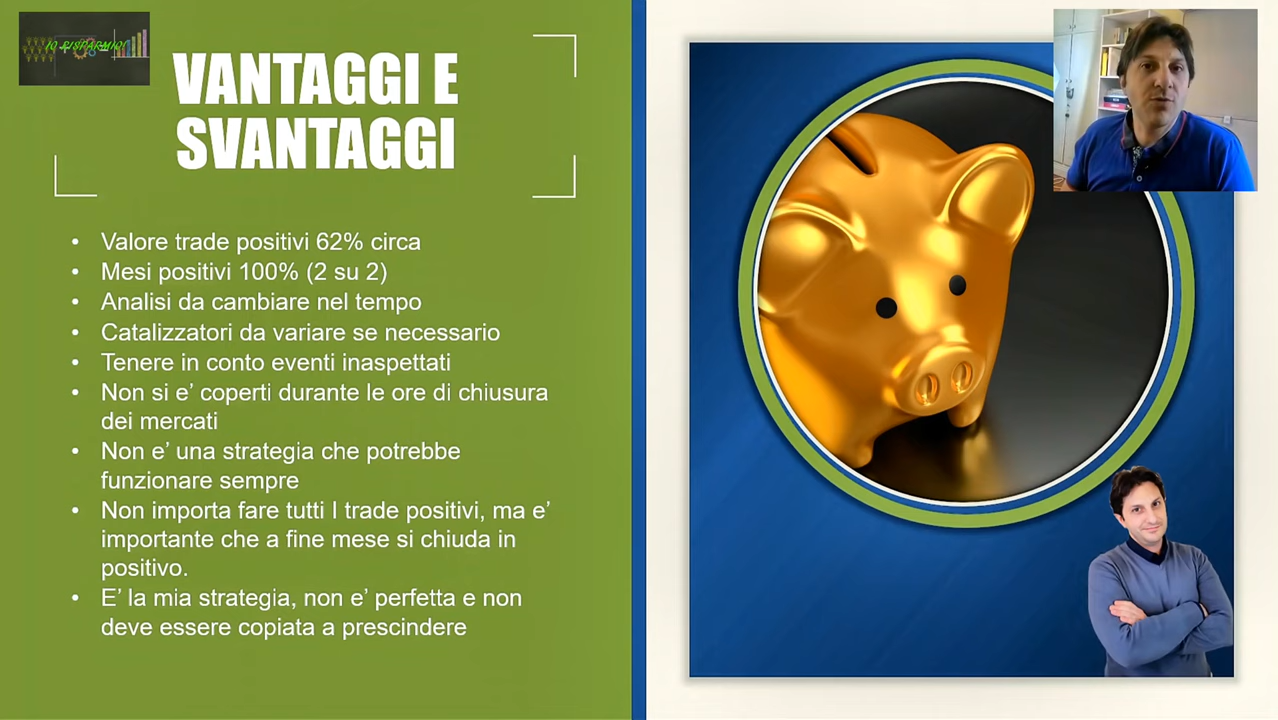 IO RISPARMIO!
VANTAGGI E
SVANTAGGI
• Valore trade positivi 62% circa
• Mesi positivi 100% (2 su 2)
• Analisi da cambiare nel tempo
• Catalizzatori da variare se necessario
• Tenere in conto eventi inaspettati
• Non si e’ coperti durante le ore di chiusura
dei mercati
• Non e’ una strategia che potrebbe
funzionare sempre
• Non importa fare tutti I trade positivi, ma e’
importante che a fine mese si chiuda in
positivo.
• E’ la mia strategia, non e’ perfetta e non
deve essere copiata a prescindere